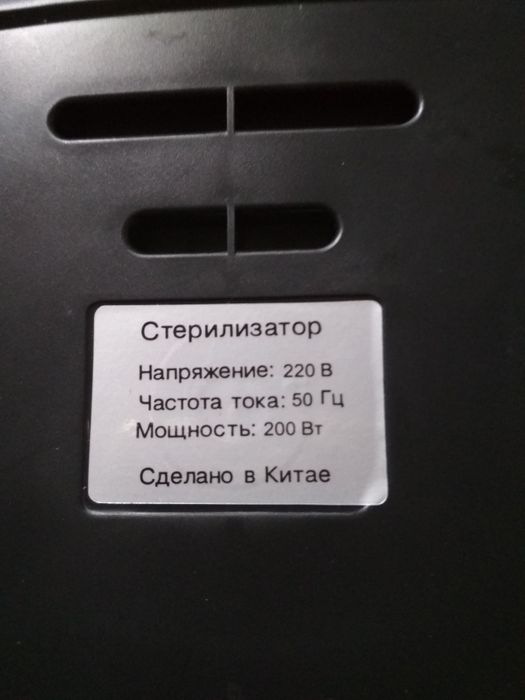 Стерилизатор
Напряжение: 220 В
Частота тока: 50 Гц
Мощность: 200 Вт
Сделано в Китае